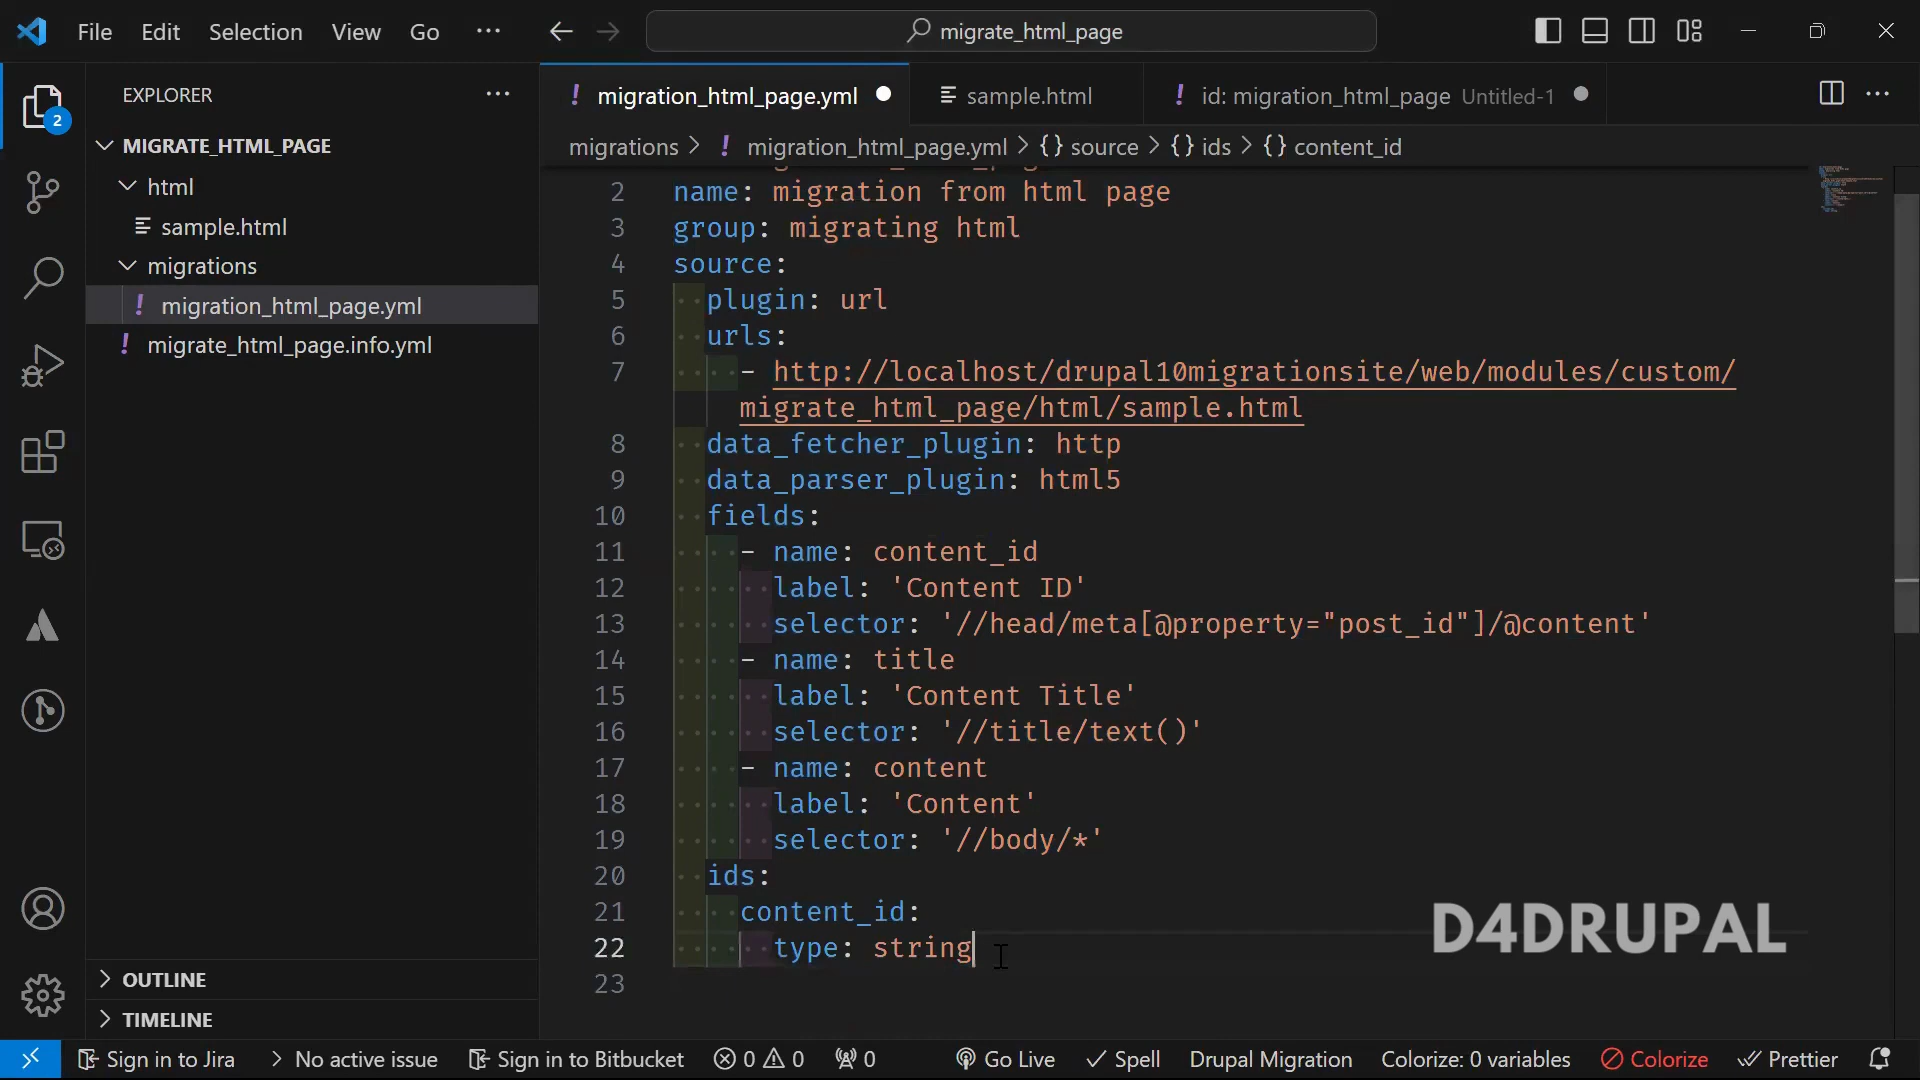 File Edit Selection View Go ··· migrate_html_page
EXPLORER ···
2
MIGRATE_HTML_PAGE
html
sample.html
migrations
! migration_html_page.yml
! migrate_html_page.info.yml
OUTLINE
TIMELINE
! migration_html_page.yml sample.html ! id: migration_html_page Untitled-1
migrations > ! migration_html_page.yml > {} source > {} ids > {} content_id
2 name: migration from html page
3 group: migrating html
4 source:
5 plugin: url
6 urls:
7 - http://localhost/drupal10migrationsite/web/modules/custom/
migrate_html_page/html/sample.html
8 data_fetcher_plugin: http
9 data_parser_plugin: html5
10 fields:
11 - name: content_id
12 label: 'Content ID'
13 selector: '//head/meta[@property="post_id"]/@content'
14 - name: title
15 label: 'Content Title'
16 selector: '//title/text()'
17 - name: content
18 label: 'Content'
19 selector: '//body/*'
20 ids:
21 content_id:
22 type: string
23
D4DRUPAL
Sign in to Jira > No active issue Sign in to Bitbucket 0 0 0 Go Live Spell Drupal Migration Colorize: 0 variables Colorize Prettier